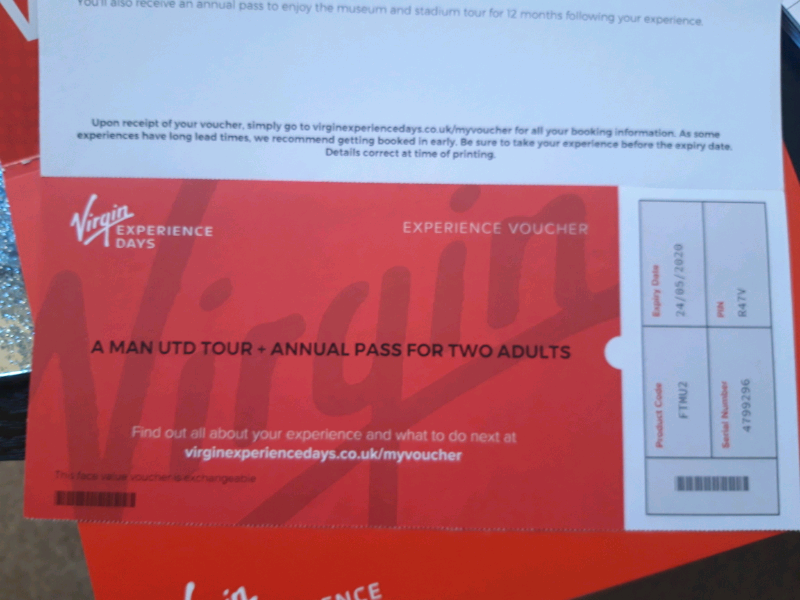 You'll also receive an annual pass to enjoy the museum and stadium tour for 12 months following your experience.
Upon receipt of your voucher, simply go to virginexperiencedays.co.uk/myvoucher for all your booking information. As some
experiences have long lead times, we recommend getting booked in early. Be sure to take your experience before the expiry date.
Details correct at time of printing.
Virgin EXPERIENCE
DAYS
EXPERIENCE VOUCHER
Virgin
A MAN UTD TOUR + ANNUAL PASS FOR TWO ADULTS
Find out all about your experience and what to do next at
virginexperiencedays.co.uk/myvoucher
This face value voucher is exchangeable
Expiry Date
24/05/2020
PIN
R47V
Product Code
FTMU2
Serial Number
4799296
Virgin EXPERIENCE